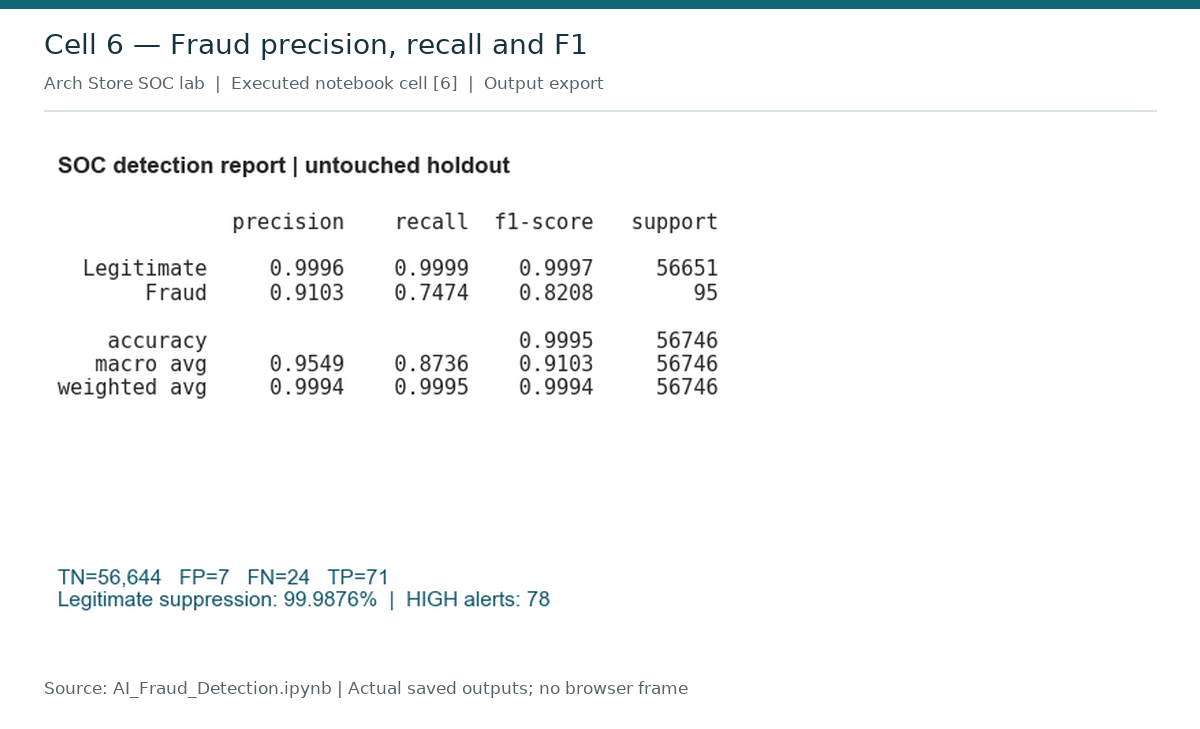 Cell 6 — Fraud precision, recall and F1
Arch Store SOC lab | Executed notebook cell [6] | Output export
SOC detection report | untouched holdout
precision recall f1-score support
Legitimate 0.9996 0.9999 0.9997 56651
Fraud 0.9103 0.7474 0.8208 95
accuracy 0.9995 56746
macro avg 0.9549 0.8736 0.9103 56746
weighted avg 0.9994 0.9995 0.9994 56746
TN=56,644 FP=7 FN=24 TP=71
Legitimate suppression: 99.9876% | HIGH alerts: 78
Source: AI_Fraud_Detection.ipynb | Actual saved outputs; no browser frame